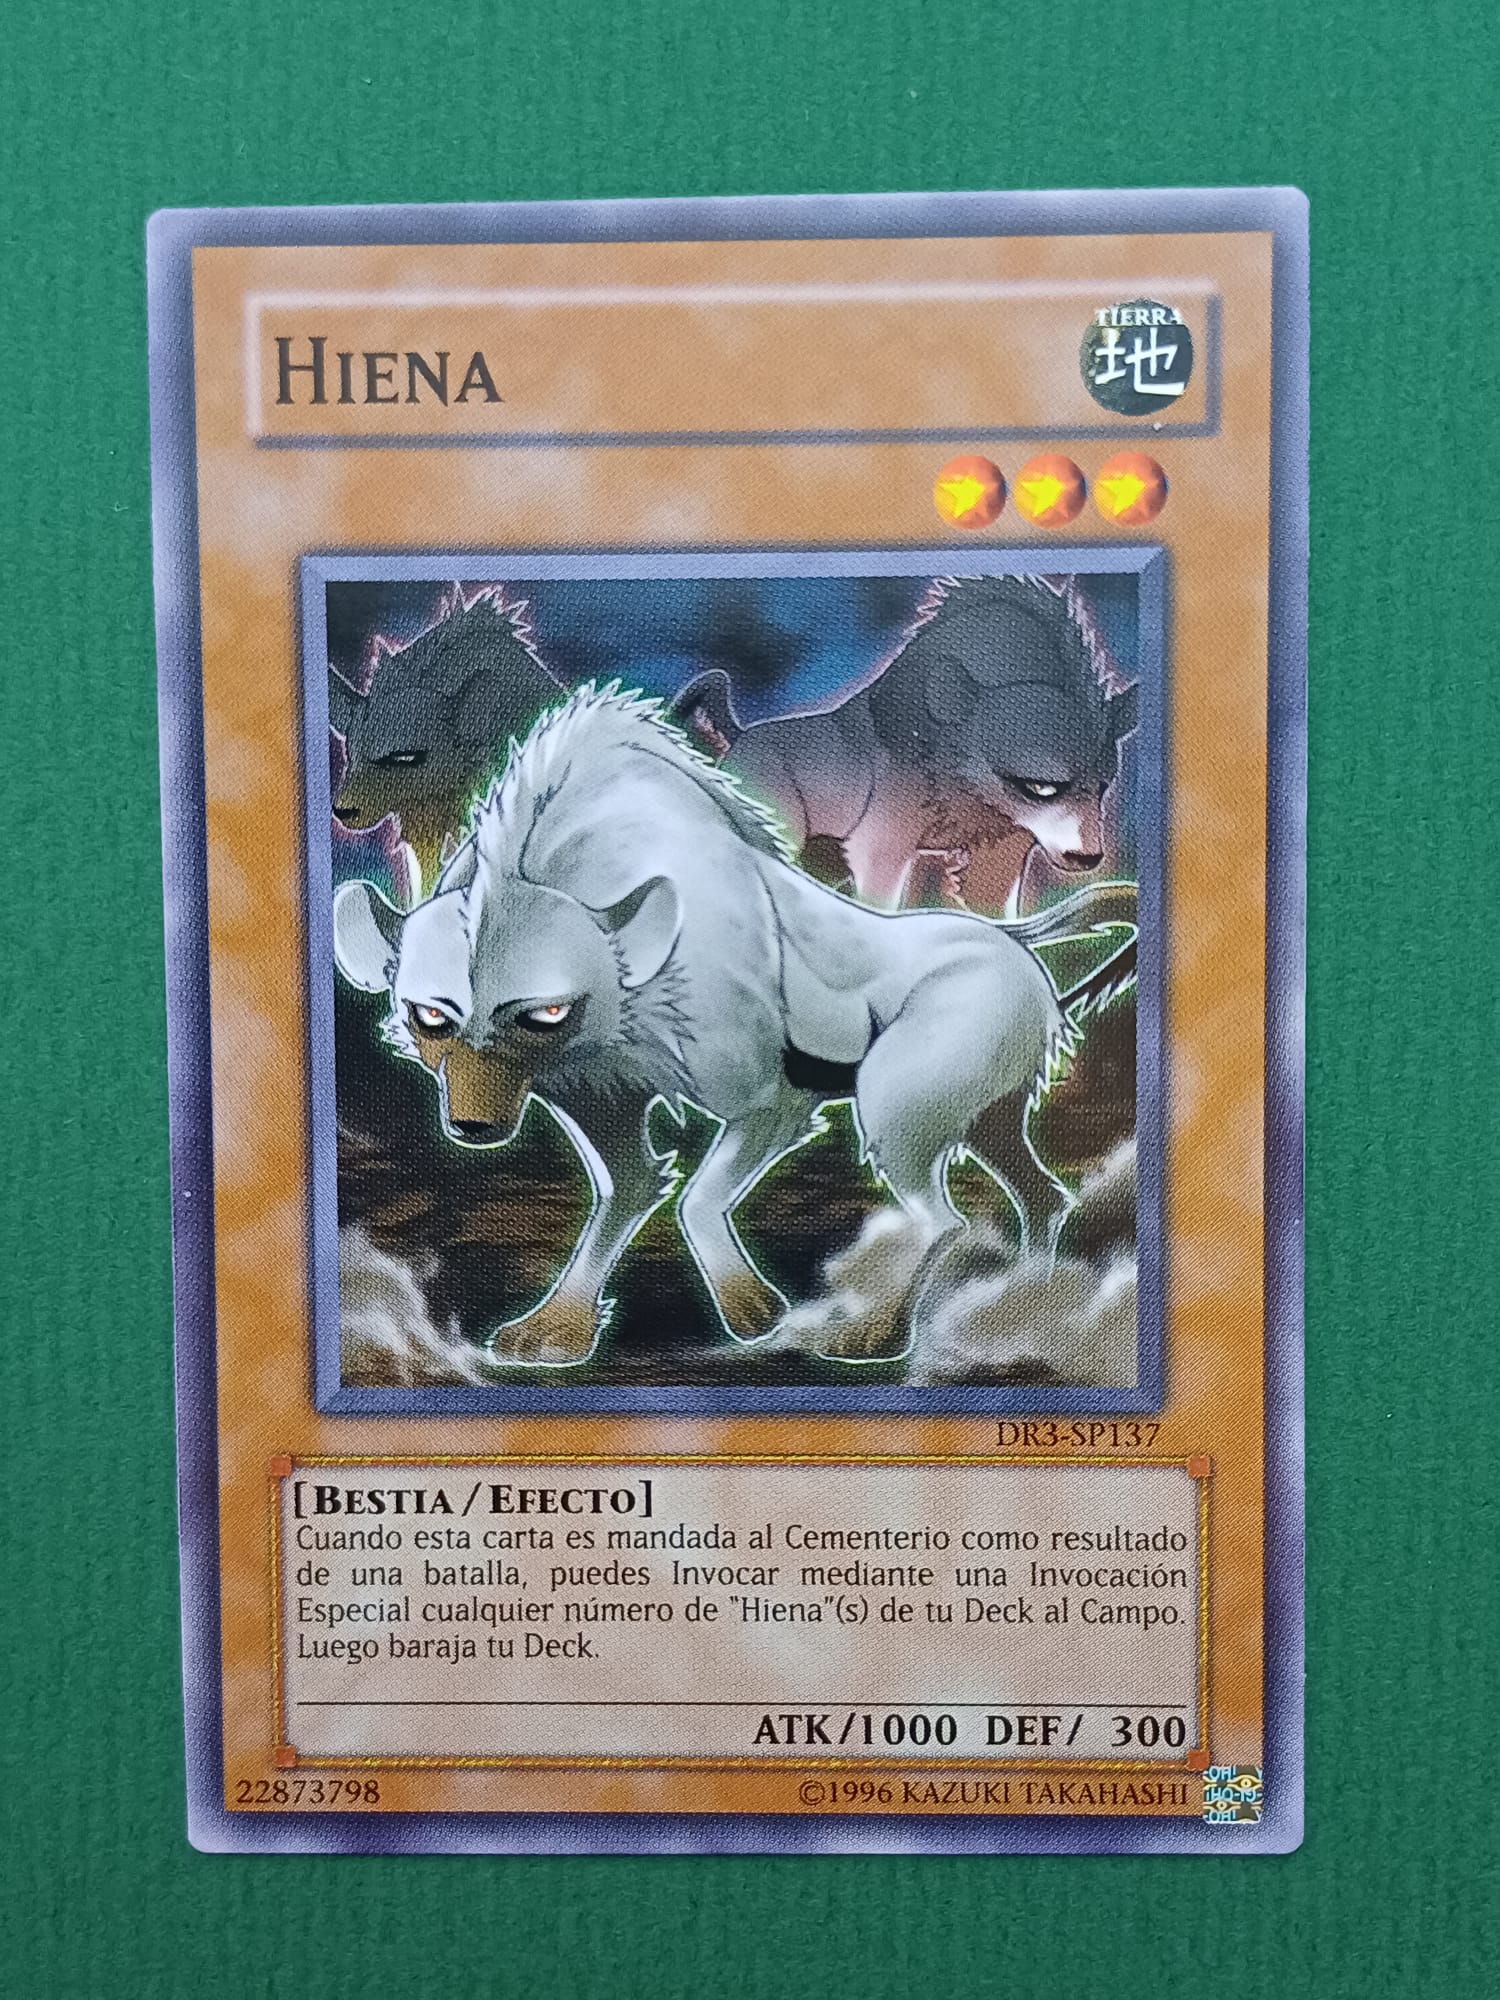 HIENA
TIERRA
地
DR3-SP137
[BESTIA/EFECTO]
Cuando esta carta es mandada al Cementerio como resultado
de una batalla, puedes Invocar mediante una Invocación
Especial cualquier número de "Hiena"(s) de tu Deck al Campo.
Luego baraja tu Deck.
ATK/1000 DEF/ 300
22873798
©1996 KAZUKI TAKAHASHI